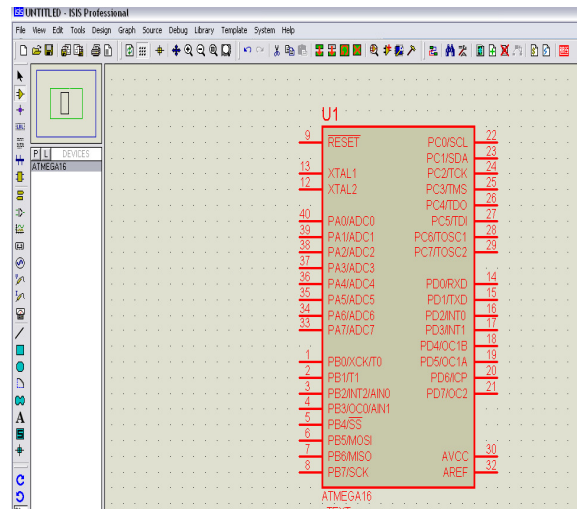 UNTITLED - ISIS Professional
File View Edit Tools Design Graph Source Debug Library Template System Help
P L DEVICES
ATMEGA16
LBL
A
S
U1
9 RESET PC0/SCL 22
PC1/SDA 23
13 XTAL1 PC2/TCK 24
12 XTAL2 PC3/TMS 25
PC4/TDO 26
40 PA0/ADC0 PC5/TDI 27
39 PA1/ADC1 PC6/TOSC1 28
38 PA2/ADC2 PC7/TOSC2 29
37 PA3/ADC3
36 PA4/ADC4 PD0/RXD 14
35 PA5/ADC5 PD1/TXD 15
34 PA6/ADC6 PD2/INT0 16
33 PA7/ADC7 PD3/INT1 17
PD4/OC1B 18
1 PB0/XCK/T0 PD5/OC1A 19
2 PB1/T1 PD6/ICP 20
3 PB2/INT2/AIN0 PD7/OC2 21
4 PB3/OC0/AIN1
5 PB4/SS
6 PB5/MOSI
7 PB6/MISO AVCC 30
8 PB7/SCK AREF 32
ATMEGA16